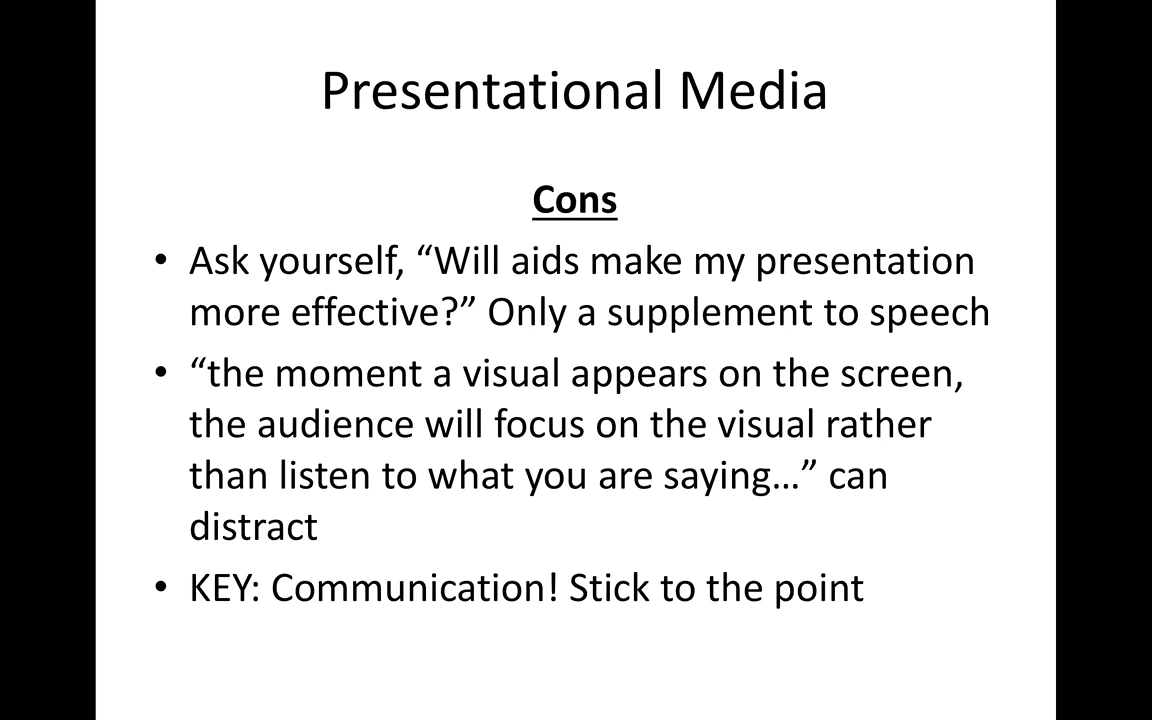 Presentational Media
Cons
• Ask yourself, “Will aids make my presentation
more effective?” Only a supplement to speech
• “the moment a visual appears on the screen,
the audience will focus on the visual rather
than listen to what you are saying…” can
distract
• KEY: Communication! Stick to the point